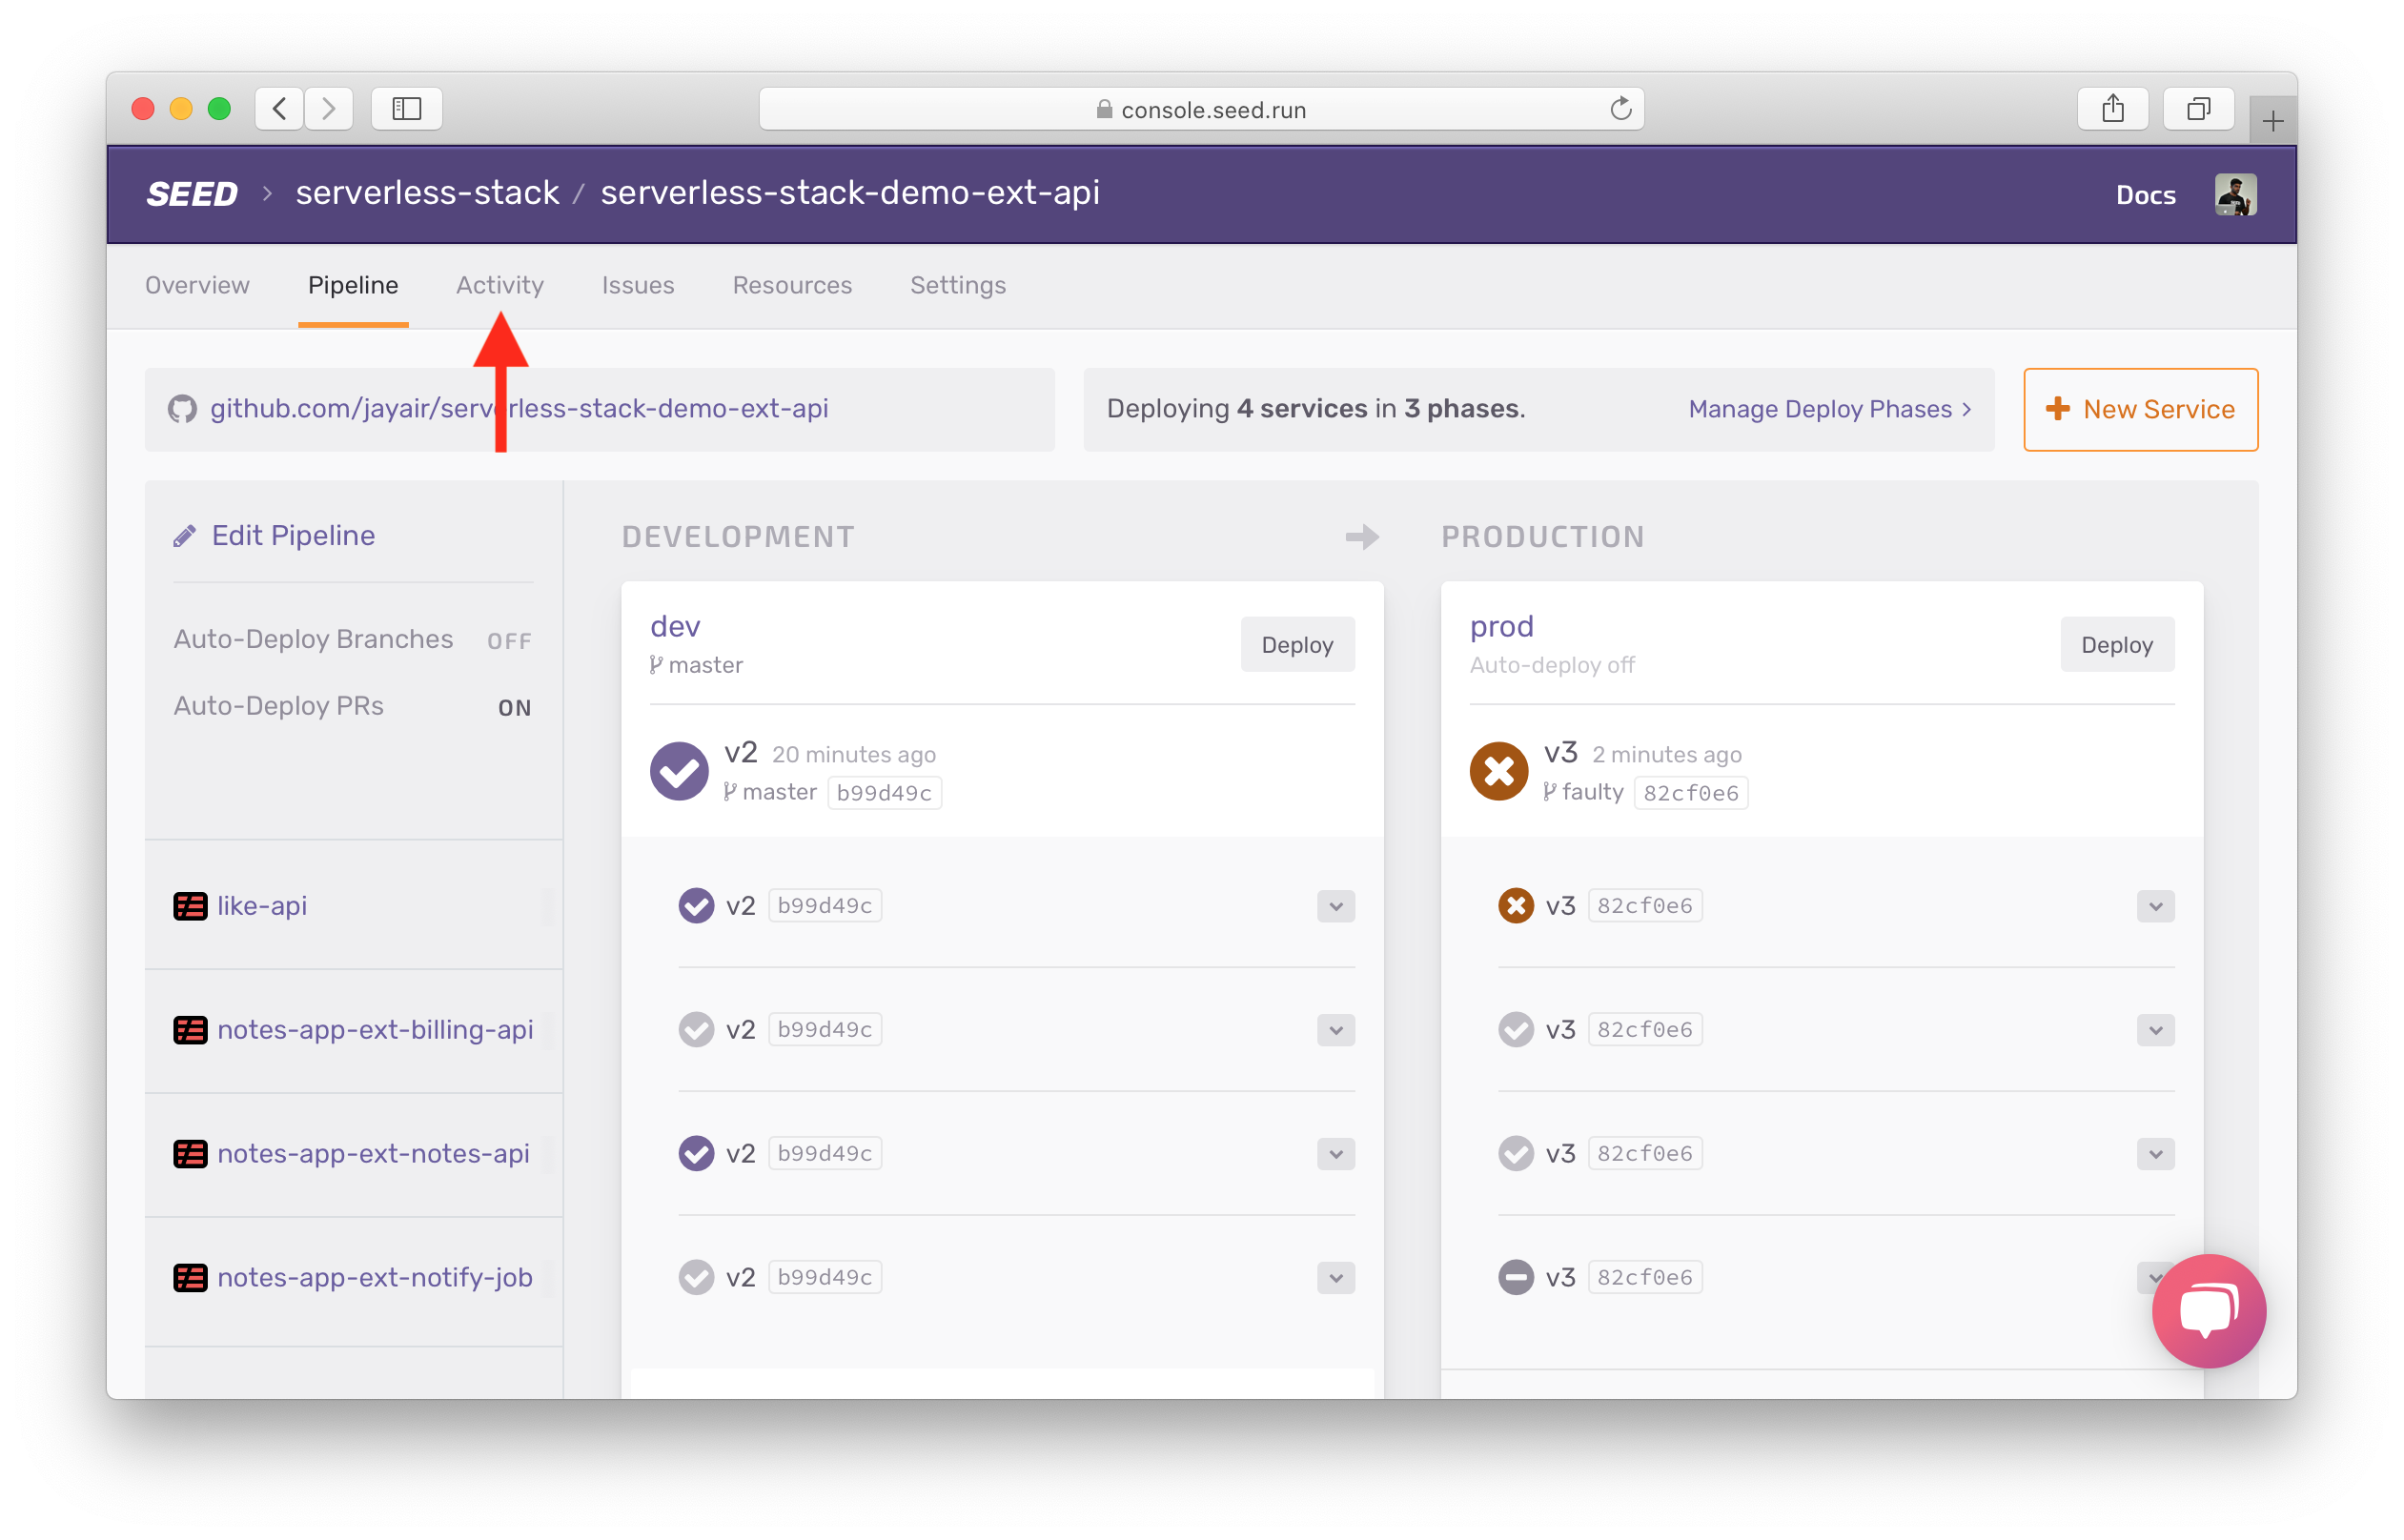 console.seed.run
SEED > serverless-stack / serverless-stack-demo-ext-api
Docs
Overview Pipeline Activity Issues Resources Settings
github.com/jayair/serverless-stack-demo-ext-api
Deploying 4 services in 3 phases.
Manage Deploy Phases >
+ New Service
Edit Pipeline
Auto-Deploy Branches OFF
Auto-Deploy PRs ON
like-api
notes-app-ext-billing-api
notes-app-ext-notes-api
notes-app-ext-notify-job
DEVELOPMENT
dev
master
Deploy
v2 20 minutes ago
master b99d49c
v2 b99d49c
v2 b99d49c
v2 b99d49c
v2 b99d49c
PRODUCTION
prod
Auto-deploy off
Deploy
v3 2 minutes ago
faulty 82cf0e6
v3 82cf0e6
v3 82cf0e6
v3 82cf0e6
v3 82cf0e6